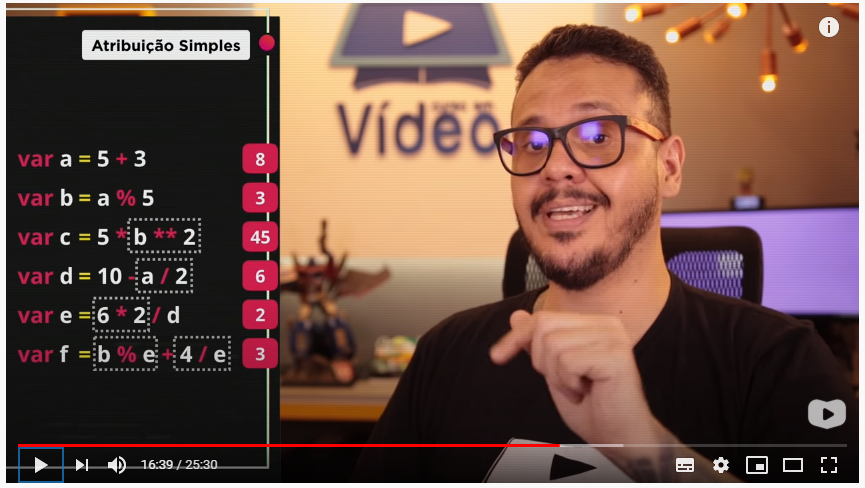 Atribuição Simples
var a = 5 + 3 8
var b = a % 5 3
var c = 5 * b ** 2 45
var d = 10 - a / 2 6
var e = 6 * 2 / d 2
var f = b % e + 4 / e 3
Vídeo
16:39 / 25:30